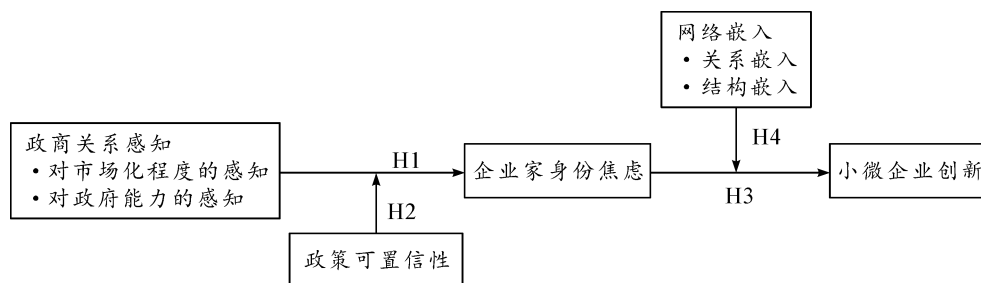 网络嵌入
• 关系嵌入
• 结构嵌入
H4
政商关系感知
• 对市场化程度的感知
• 对政府能力的感知
H1
企业家身份焦虑
H3
小微企业创新
H2
政策可置信性